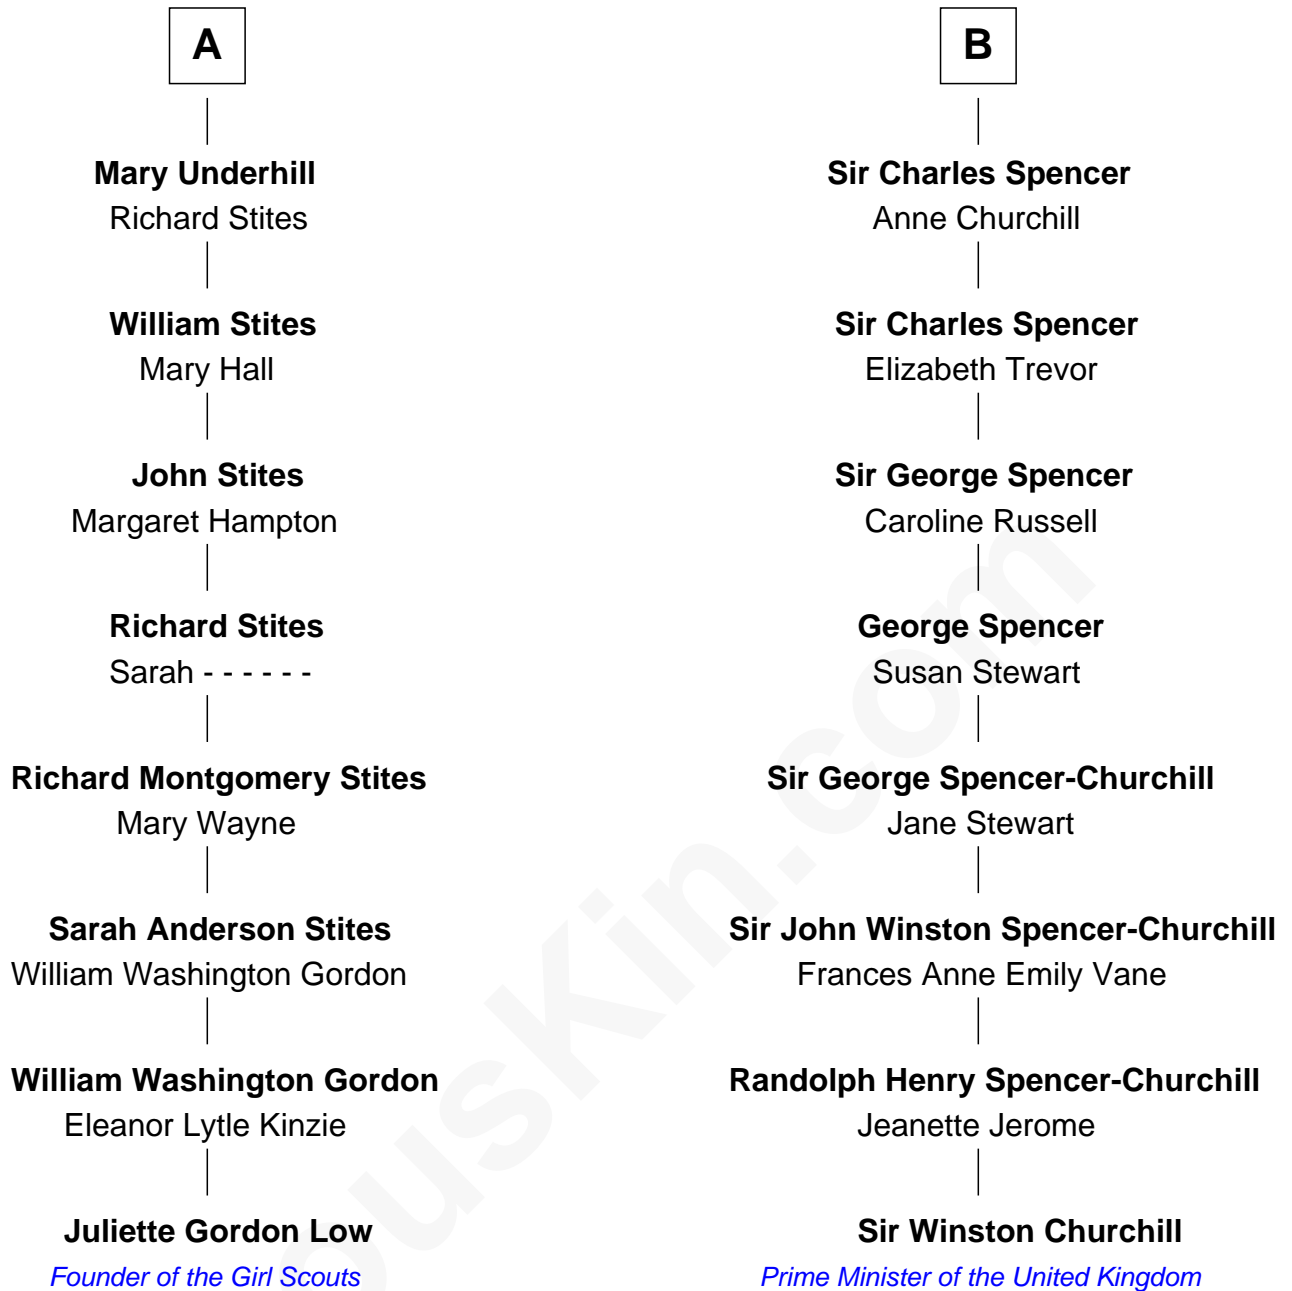 A
Mary Underhill
Richard Stites
William Stites
Mary Hall
John Stites
Margaret Hampton
Richard Stites
Sarah - - - - - -
Richard Montgomery Stites
Mary Wayne
Sarah Anderson Stites
William Washington Gordon
William Washington Gordon
Eleanor Lytle Kinzie
Juliette Gordon Low
Founder of the Girl Scouts
B
Sir Charles Spencer
Anne Churchill
Sir Charles Spencer
Elizabeth Trevor
Sir George Spencer
Caroline Russell
George Spencer
Susan Stewart
Sir George Spencer-Churchill
Jane Stewart
Sir John Winston Spencer-Churchill
Frances Anne Emily Vane
Randolph Henry Spencer-Churchill
Jeanette Jerome
Sir Winston Churchill
Prime Minister of the United Kingdom
ousKin.com